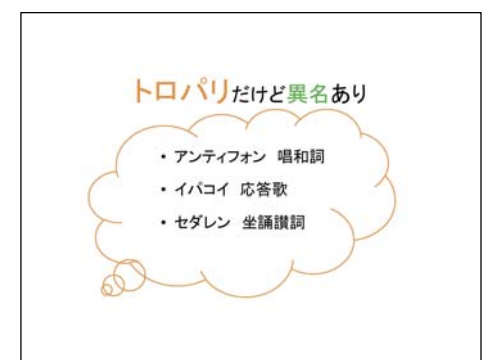 トロパリだけど異名あり
・ アンティフォン 唱和詞
・ イパコイ 応答歌
・ セダレン 坐誦讃詞